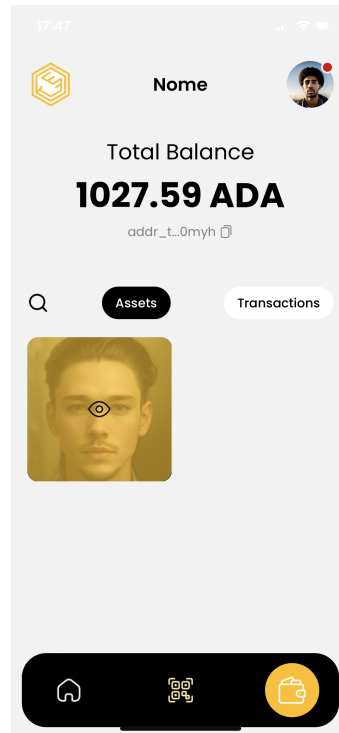 17:47
Nome
Total Balance
1027.59 ADA
addr_t...0myh
Assets
Transactions